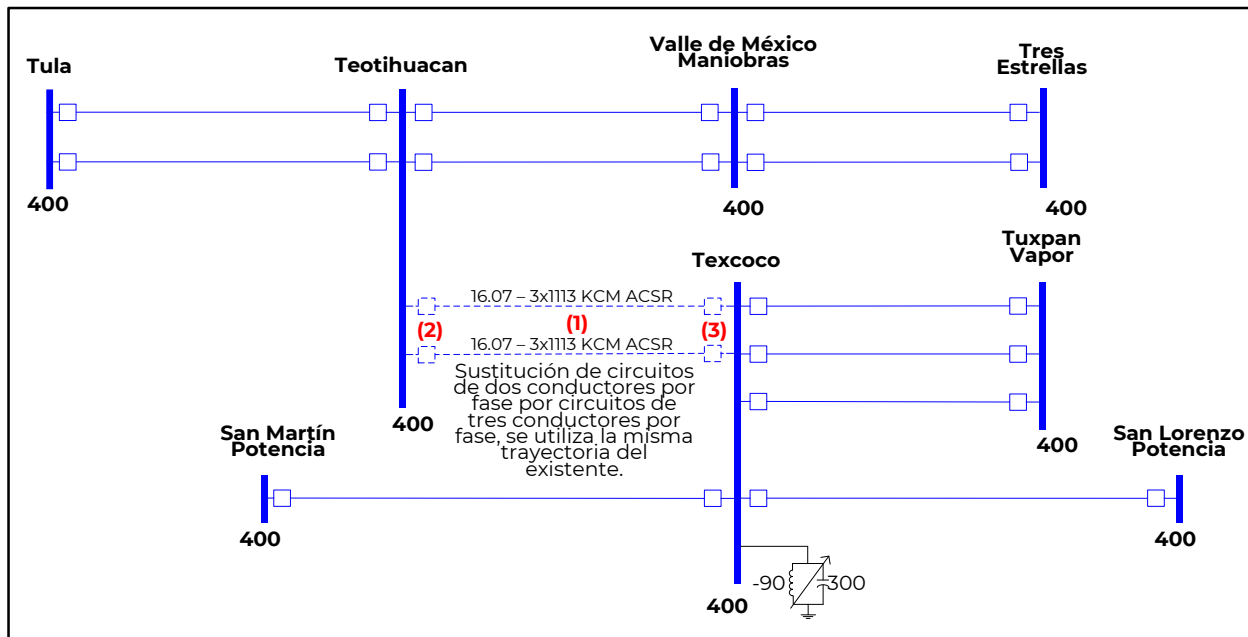 Valle de México
Maniobras
Tres
Estrellas
Tula
Teotihuacan
400
400
400
Tuxpan
Vapor
Texcoco
16.07 – 3x1113 KCM ACSR
(2)
(1)
(3)
16.07 – 3x1113 KCM ACSR
Sustitución de circuitos
de dos conductores por
fase por circuitos de
tres conductores por
fase, se utiliza la misma
trayectoria del
existente.
400
400
San Martín
Potencia
San Lorenzo
Potencia
400
400
-90
300
400